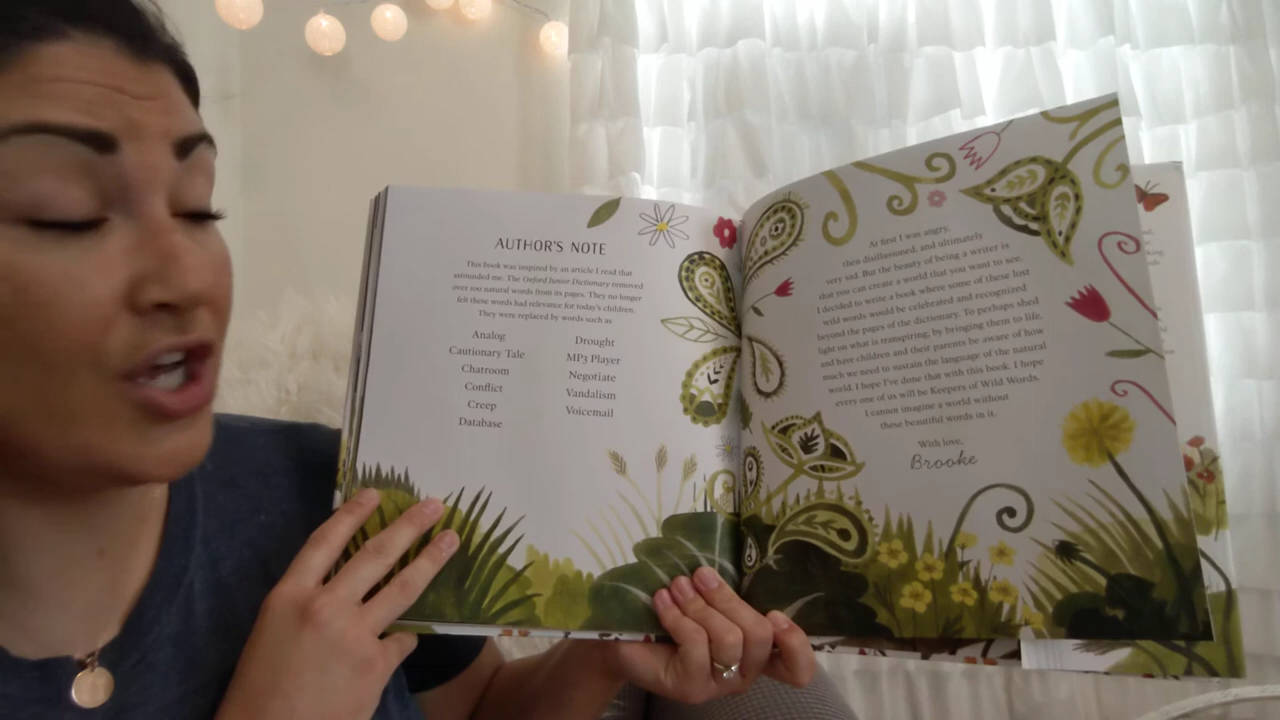 AUTHOR'S NOTE
This book was inspired by an article I read that
astounded me. The Oxford Junior Dictionary removed
over 100 natural words from its pages. They no longer
felt these words had relevance for today's children.
They were replaced by words such as
Analog
Cautionary Tale
Chatroom
Conflict
Creep
Database
Drought
MP3 Player
Negotiate
Vandalism
Voicemail
At first I was angry,
then disillusioned, and ultimately
very sad. But the beauty of being a writer is
that you can create a world that you want to see.
I decided to write a book where some of these lost
wild words would be celebrated and recognized
beyond the pages of the dictionary. To perhaps shed
light on what is transpiring, by bringing them to life,
and have children and their parents be aware of how
much we need to sustain the language of the natural
world. I hope I've done that with this book. I hope
every one of us will be Keepers of Wild Words.
I cannot imagine a world without
these beautiful words in it.
With love,
Brooke